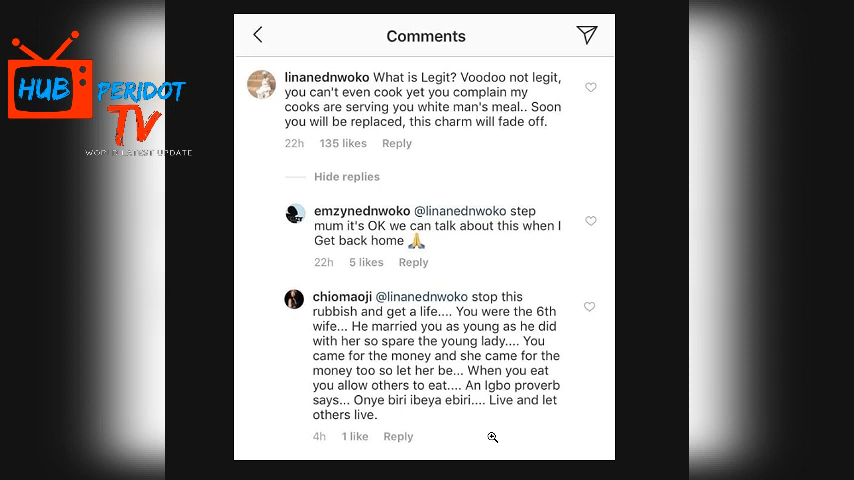 HUB
PERIDOT
TV
WORLD LATEST UPDATE
Comments
linanednwoko What is Legit? Voodoo not legit,
you can't even cook yet you complain my
cooks are serving you white man's meal.. Soon
you will be replaced, this charm will fade off.
22h 135 likes Reply
Hide replies
emzynednwoko @linanednwoko step
mum it's OK we can talk about this when I
Get back home 🙏
22h 5 likes Reply
chiomaoji @linanednwoko stop this
rubbish and get a life.... You were the 6th
wife... He married you as young as he did
with her so spare the young lady.... You
came for the money and she came for the
money too so let her be... When you eat
you allow others to eat.... An Igbo proverb
says... Onye biri ibeya ebiri.... Live and let
others live.
4h 1 like Reply